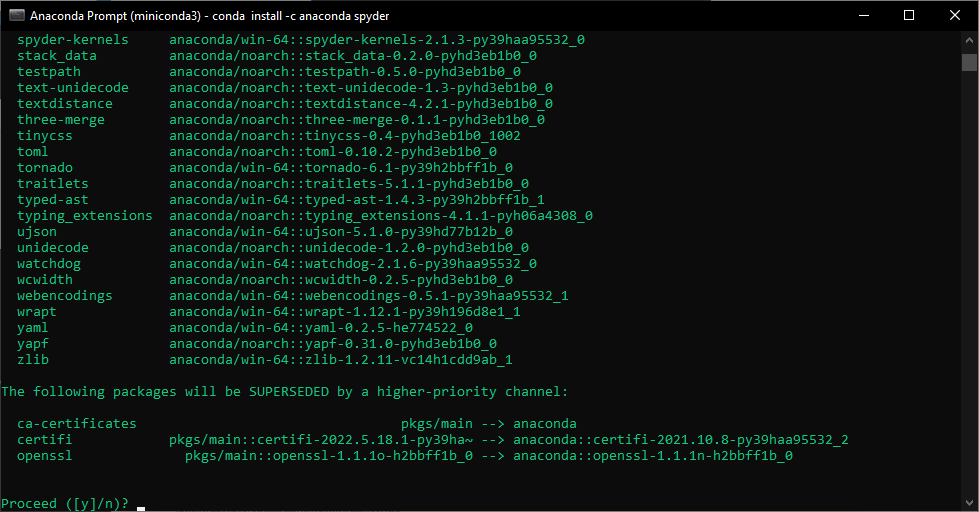 Anaconda Prompt (miniconda3) - conda  install -c anaconda spyder
  spyder-kernels     anaconda/win-64::spyder-kernels-2.1.3-py39haa95532_0
  stack_data         anaconda/noarch::stack_data-0.2.0-pyhd3eb1b0_0
  testpath           anaconda/noarch::testpath-0.5.0-pyhd3eb1b0_0
  text-unidecode     anaconda/noarch::text-unidecode-1.3-pyhd3eb1b0_0
  textdistance       anaconda/noarch::textdistance-4.2.1-pyhd3eb1b0_0
  three-merge        anaconda/noarch::three-merge-0.1.1-pyhd3eb1b0_0
  tinycss            anaconda/noarch::tinycss-0.4-pyhd3eb1b0_1002
  toml               anaconda/noarch::toml-0.10.2-pyhd3eb1b0_0
  tornado            anaconda/win-64::tornado-6.1-py39h2bbff1b_0
  traitlets          anaconda/noarch::traitlets-5.1.1-pyhd3eb1b0_0
  typed-ast          anaconda/win-64::typed-ast-1.4.3-py39h2bbff1b_1
  typing_extensions  anaconda/noarch::typing_extensions-4.1.1-pyh06a4308_0
  ujson              anaconda/win-64::ujson-5.1.0-py39hd77b12b_0
  unidecode          anaconda/noarch::unidecode-1.2.0-pyhd3eb1b0_0
  watchdog           anaconda/win-64::watchdog-2.1.6-py39haa95532_0
  wcwidth            anaconda/noarch::wcwidth-0.2.5-pyhd3eb1b0_0
  webencodings       anaconda/win-64::webencodings-0.5.1-py39haa95532_1
  wrapt              anaconda/win-64::wrapt-1.12.1-py39h196d8e1_1
  yaml               anaconda/win-64::yaml-0.2.5-he774522_0
  yapf               anaconda/noarch::yapf-0.31.0-pyhd3eb1b0_0
  zlib               anaconda/win-64::zlib-1.2.11-vc14h1cdd9ab_1
The following packages will be SUPERSEDED by a higher-priority channel:
  ca-certificates                                 pkgs/main --> anaconda
  certifi            pkgs/main::certifi-2022.5.18.1-py39ha~ --> anaconda::certifi-2021.10.8-py39haa95532_2
  openssl              pkgs/main::openssl-1.1.1o-h2bbff1b_0 --> anaconda::openssl-1.1.1n-h2bbff1b_0
Proceed ([y]/n)?